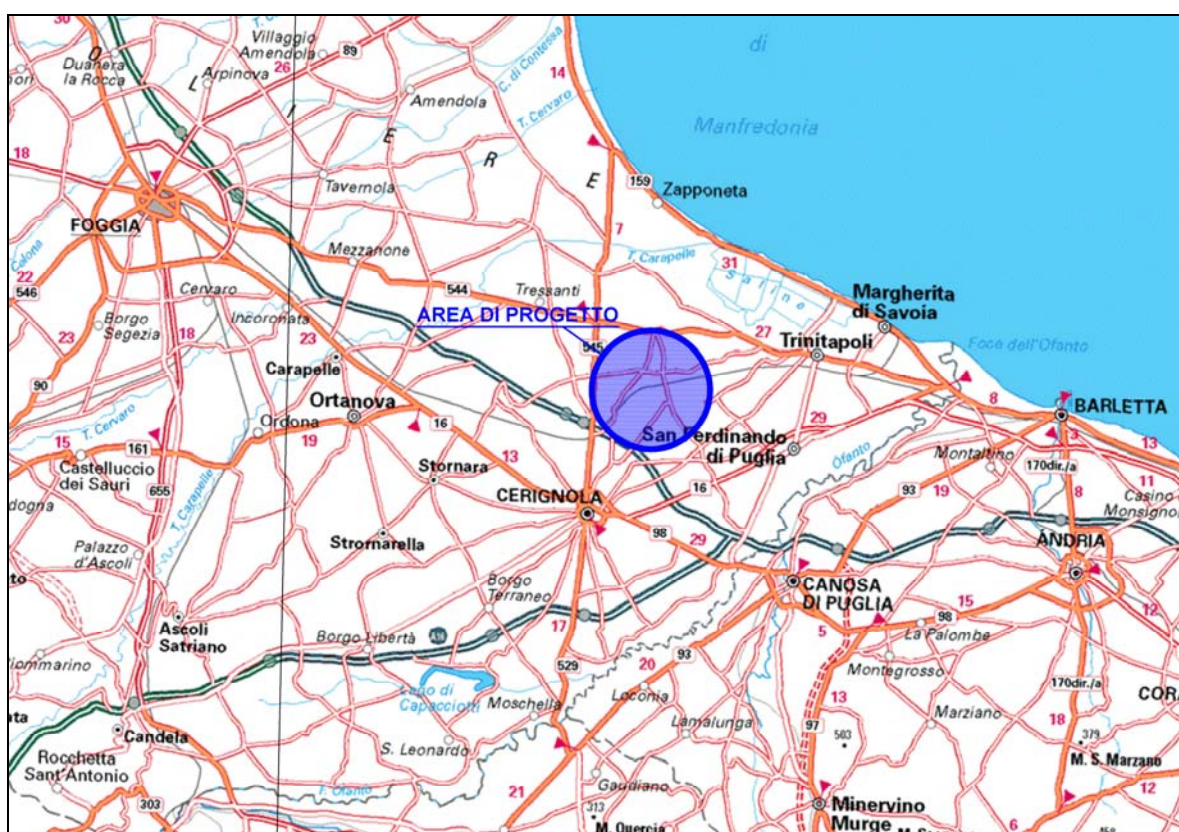 30
Duanera
la Rocca
Arpinova
Villaggio
Amendola
26
89
14
di
Manfredonia
C. di Contessa
T. Cervaro
Amendola
L
I
E
R
E
18
Tavernola
159
Zapponeta
FOGGIA
7
T. Carapelle
31
Saline
Mezzanone
544
Tressanti
AREA DI PROGETTO
22
546
Cervaro
Borgo
Segezia
18
Incoronata
23
23
Carapelle
545
27
Margherita
di Savoia
Trinitapoli
Foce dell'Ofanto
90
Ortanova
8
BARLETTA
T. Cervaro
15
161
Ordona
19
16
13
San Ferdinando
di Puglia
29
Ofanto
3
13
Castelluccio
dei Sauri
655
T. Carapelle
Stornara
16
Montaltino
170dir./a
11
93
19
8
Casino
Monsignor
CERIGNOLA
98
29
ANDRIA
Palazzo
d'Ascoli
Strornarella
CANOSA
DI PUGLIA
15
12
Borgo
Terraneo
98
5
La Palombe
Ascoli
Satriano
Borgo Libertà
A16
17
Montegrosso
529
20
93
170dir./a
Lago di
Capacciotti
Moschella
Loconia
13
COR
Lamalunga
97
503
Marziano
18
Candela
S. Leonardo
379
M. S. Marzano
Rocchetta
Sant'Antonio
F. Ofanto
Gaudiano
12
303
21
313
M. Quercia
Minervino
Murge
6